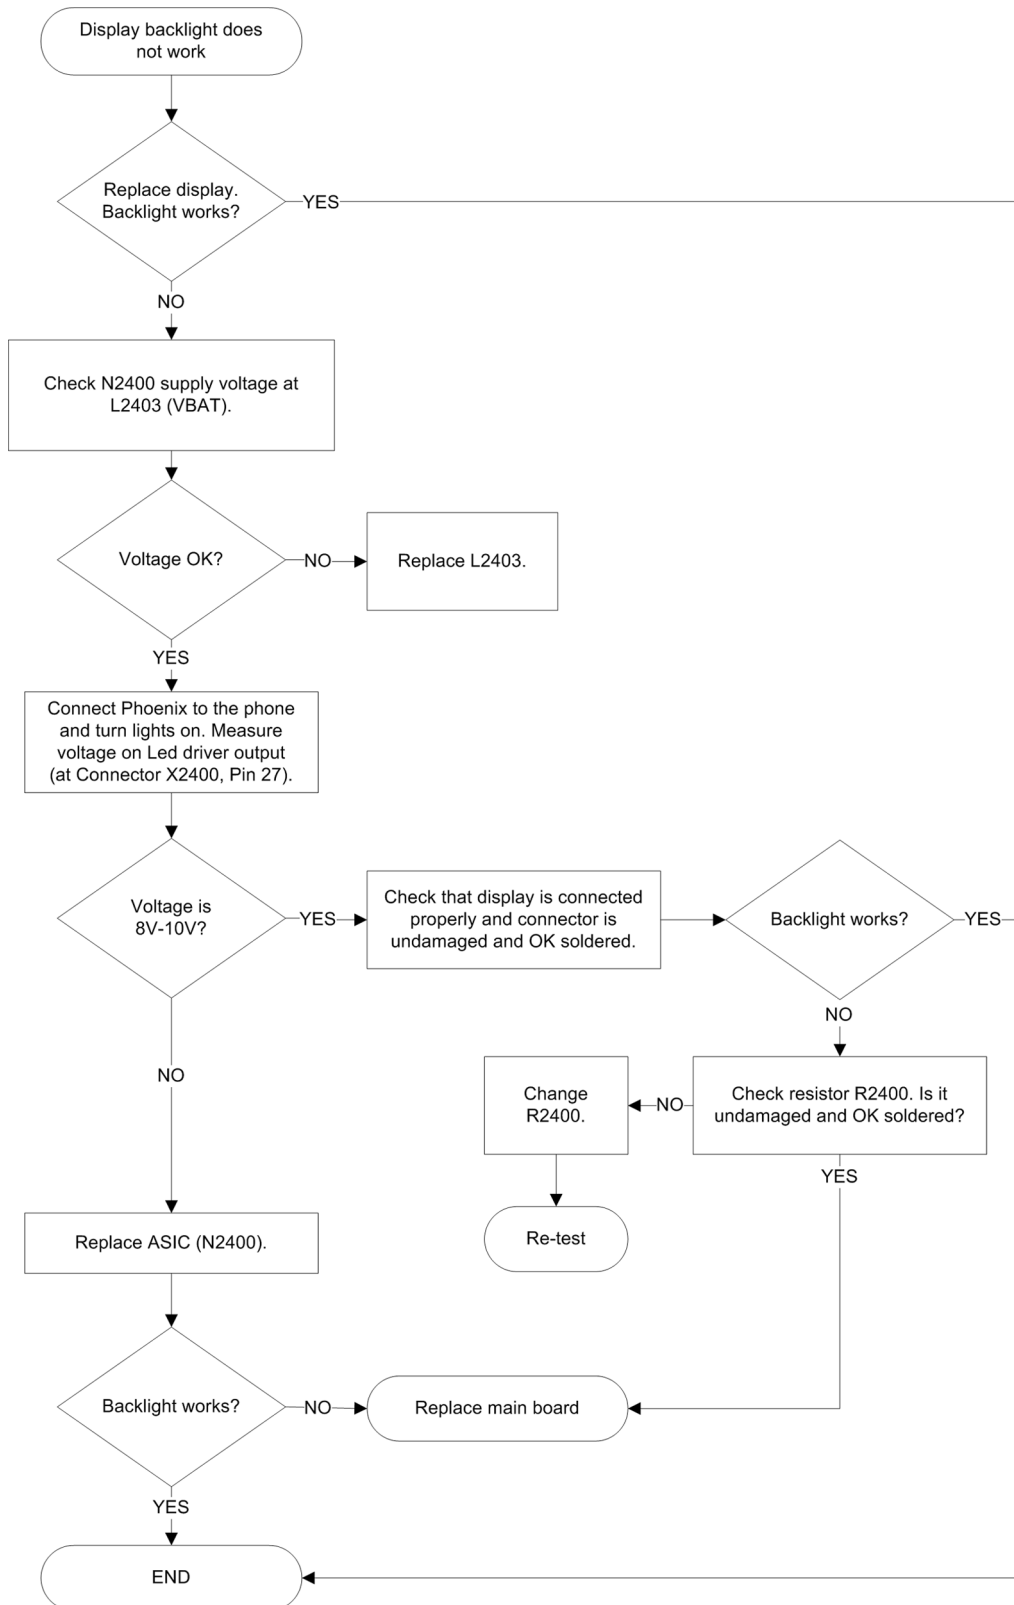 Display backlight does
not work
Replace display.
Backlight works?
YES
NO
Check N2400 supply voltage at
L2403 (VBAT).
Voltage OK?
NO
Replace L2403.
YES
Connect Phoenix to the phone
and turn lights on. Measure
voltage on Led driver output
(at Connector X2400, Pin 27).
Voltage is
8V-10V?
YES
Check that display is connected
properly and connector is
undamaged and OK soldered.
Backlight works?
YES
NO
NO
Change
R2400.
NO
Check resistor R2400. Is it
undamaged and OK soldered?
YES
Re-test
Replace ASIC (N2400).
Backlight works?
NO
Replace main board
YES
END